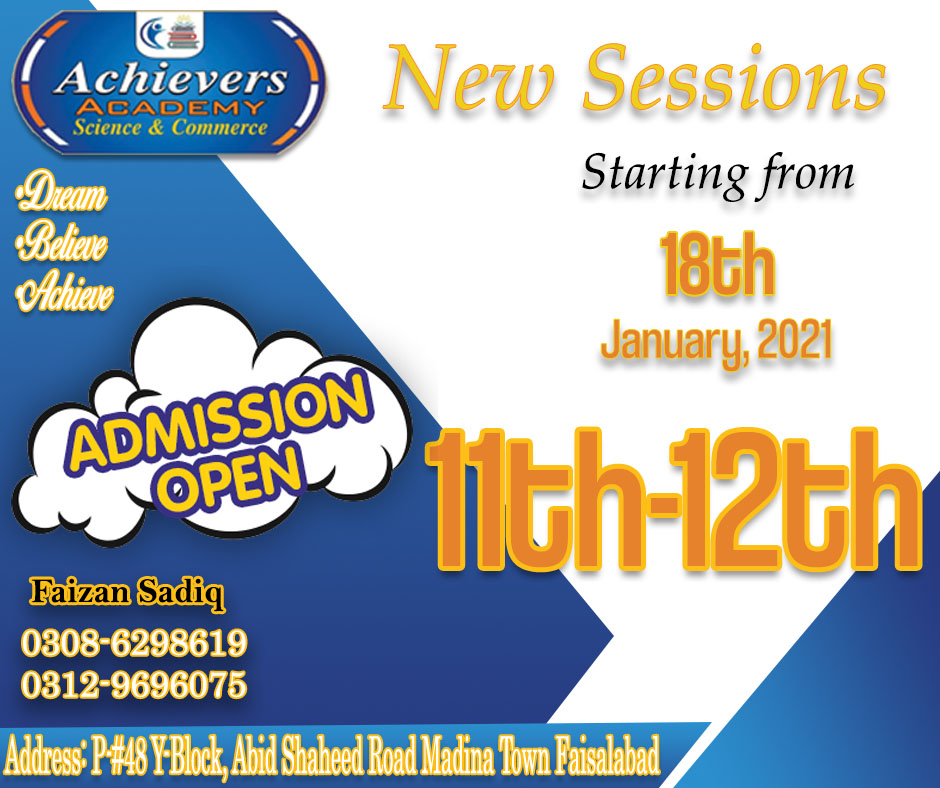 Achievers
ACADEMY
Science & Commerce
New Sessions
Starting from
18th
January, 2021
•Dream
•Believe
•Achieve
ADMISSION
OPEN
11th-12th
Faizan Sadiq
0308-6298619
0312-9696075
Address: P-#48 Y-Block, Abid Shaheed Road Madina Town Faisalabad